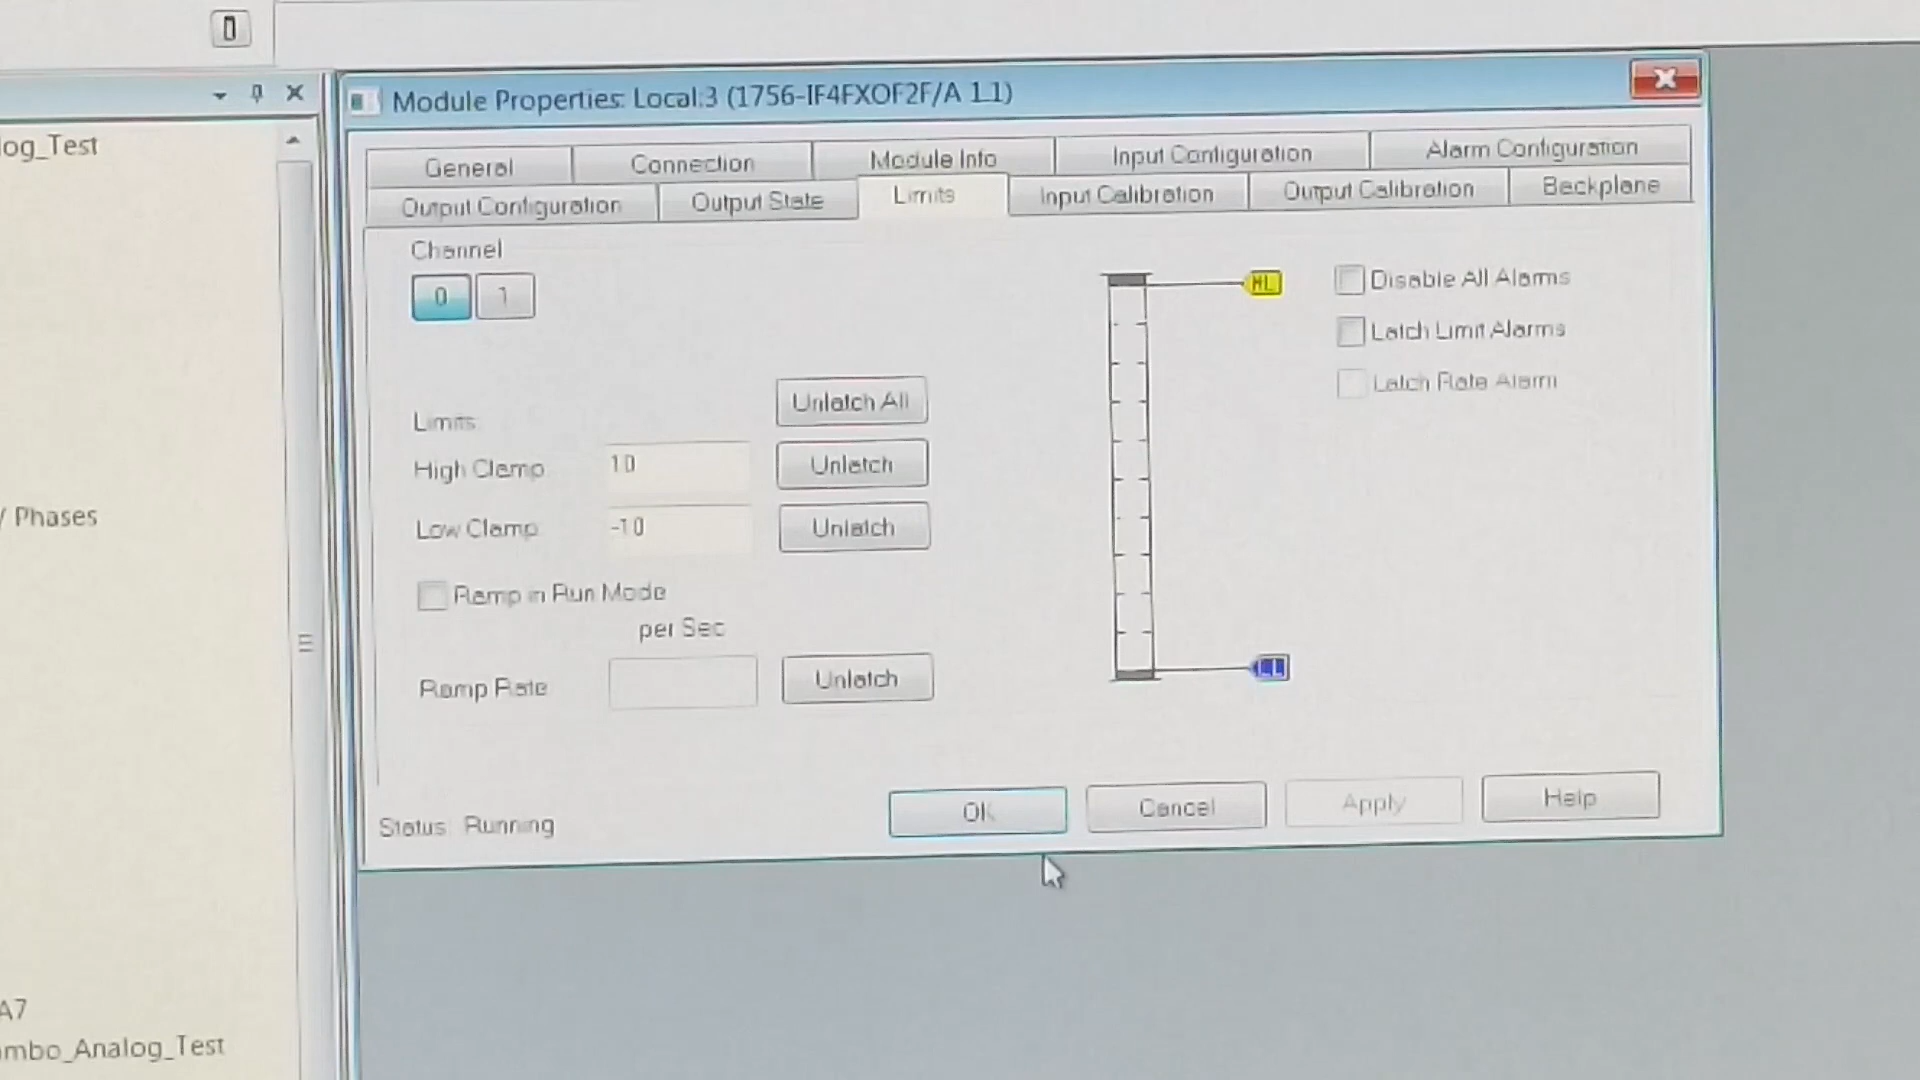 log_Test
/ Phases
A7
mbo_Analog_Test
Module Properties: Local:3 (1756-IF4FXOF2F/A 1.1)
General Connection Module Info Input Configuration Alarm Configuration
Output Configuration Output State Limits Input Calibration Output Calibration Backplane
Channel
0 1
HL
Disable All Alarms
Latch Limit Alarms
Latch Rate Alarm
Limits:
Unlatch All
High Clamp: 10 Unlatch
Low Clamp: -10 Unlatch
Ramp in Run Mode
per Sec
Ramp Rate Unlatch
LL
Status: Running
OK Cancel Apply Help